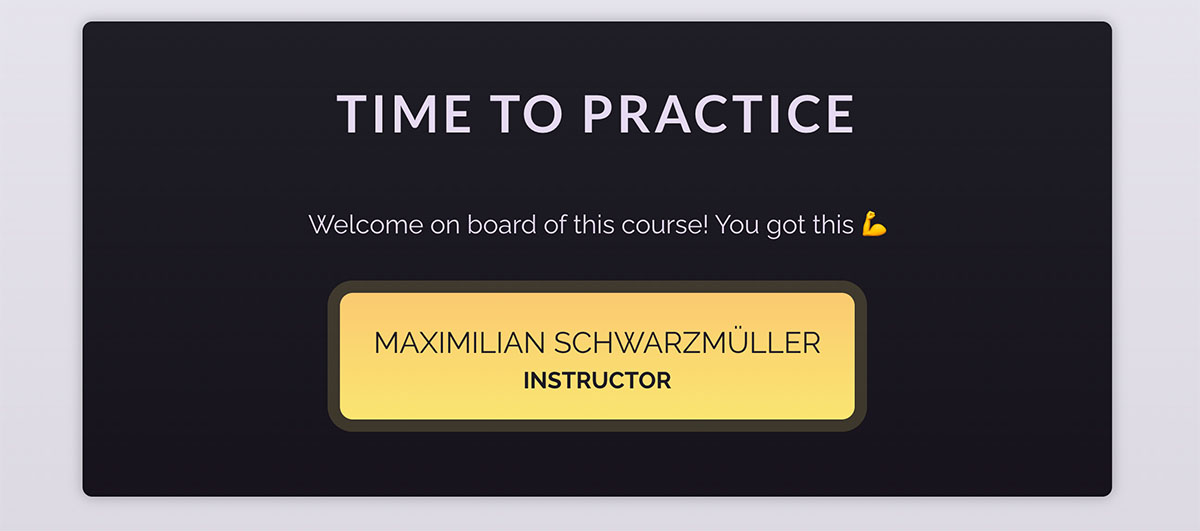 TIME TO PRACTICE
Welcome on board of this course! You got this 💪
MAXIMILIAN SCHWARZMÜLLER
INSTRUCTOR